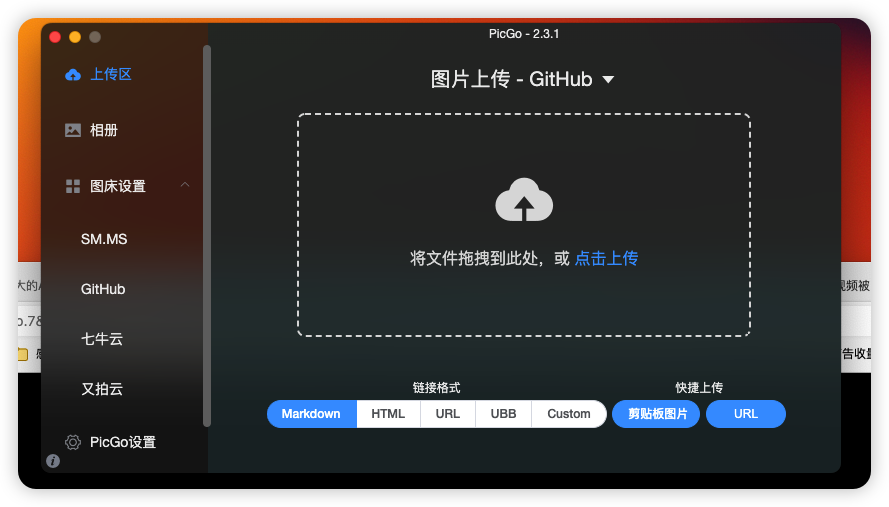 PicGo - 2.3.1
上传区
相册
图床设置
SM.MS
GitHub
七牛云
又拍云
PicGo设置
图片上传 - GitHub
将文件拖拽到此处，或 点击上传
链接格式
快捷上传
Markdown HTML URL UBB Custom
剪贴板图片 URL
大的
视频被
告收量